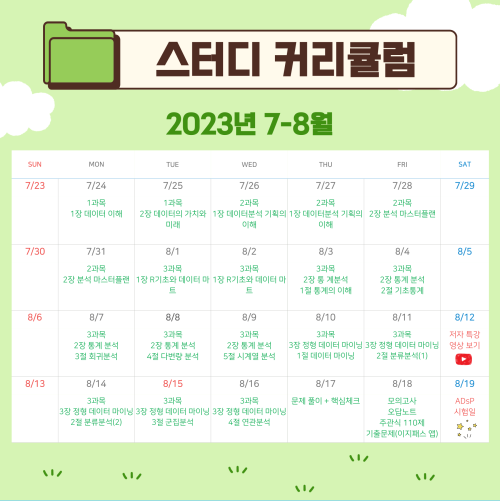 스터디 커리큘럼
2023년 7-8월
SUN MON TUE WED THU FRI SAT
7/23 7/24 7/25 7/26 7/27 7/28 7/29
1과목 1과목 2과목 2과목 2과목
1장 데이터 이해 2장 데이터의 가치와 1장 데이터분석 기획의 1장 데이터분석 기획의 2장 분석 마스터플랜
미래 이해 이해
7/30 7/31 8/1 8/2 8/3 8/4 8/5
2과목 3과목 3과목 3과목 3과목
2장 분석 마스터플랜 1장 R기초와 데이터 마 1장 R기초와 데이터 마 2장 통 계분석 2장 통계 분석
트 트 1절 통계의 이해 2절 기초통계
8/6 8/7 8/8 8/9 8/10 8/11 8/12
3과목 3과목 3과목 3과목 3과목 저자 특강
2장 통계 분석 2장 통계 분석 2장 통계 분석 3장 정형 데이터 마이닝 3장 정형 데이터 마이닝 영상 보기
3절 회귀분석 4절 다변량 분석 5절 시계열 분석 1절 데이터 마이닝 2절 분류분석(1)
8/13 8/14 8/15 8/16 8/17 8/18 8/19
3과목 3과목 3과목 문제 풀이 + 핵심체크 모의고사 ADsP
3장 정형 데이터 마이닝 3장 정형 데이터 마이닝 3장 정형 데이터 마이닝 오답노트 시험일
2절 분류분석(2) 3절 군집분석 4절 연관분석 주관식 110제
기출문제(이지패스 앱)